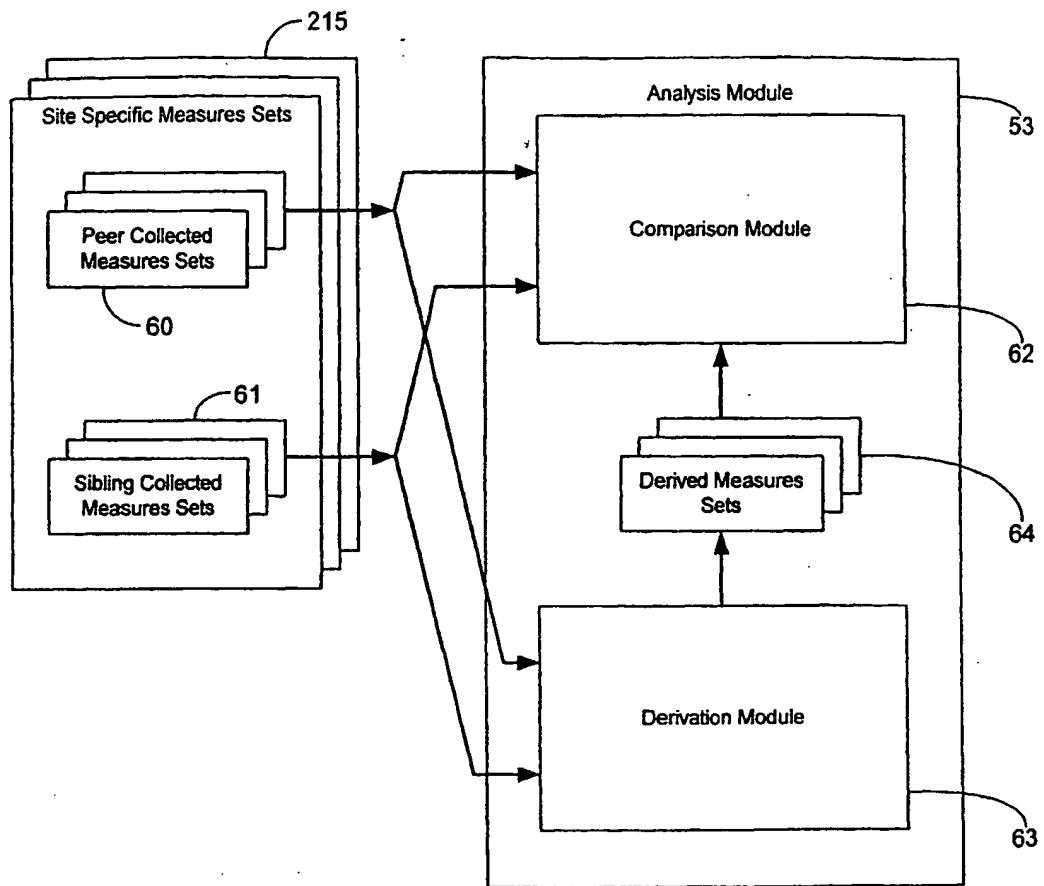 215
Site Specific Measures Sets
Peer Collected
Measures Sets
60
61
Sibling Collected
Measures Sets
Analysis Module
53
Comparison Module
62
Derived Measures
Sets
64
Derivation Module
63